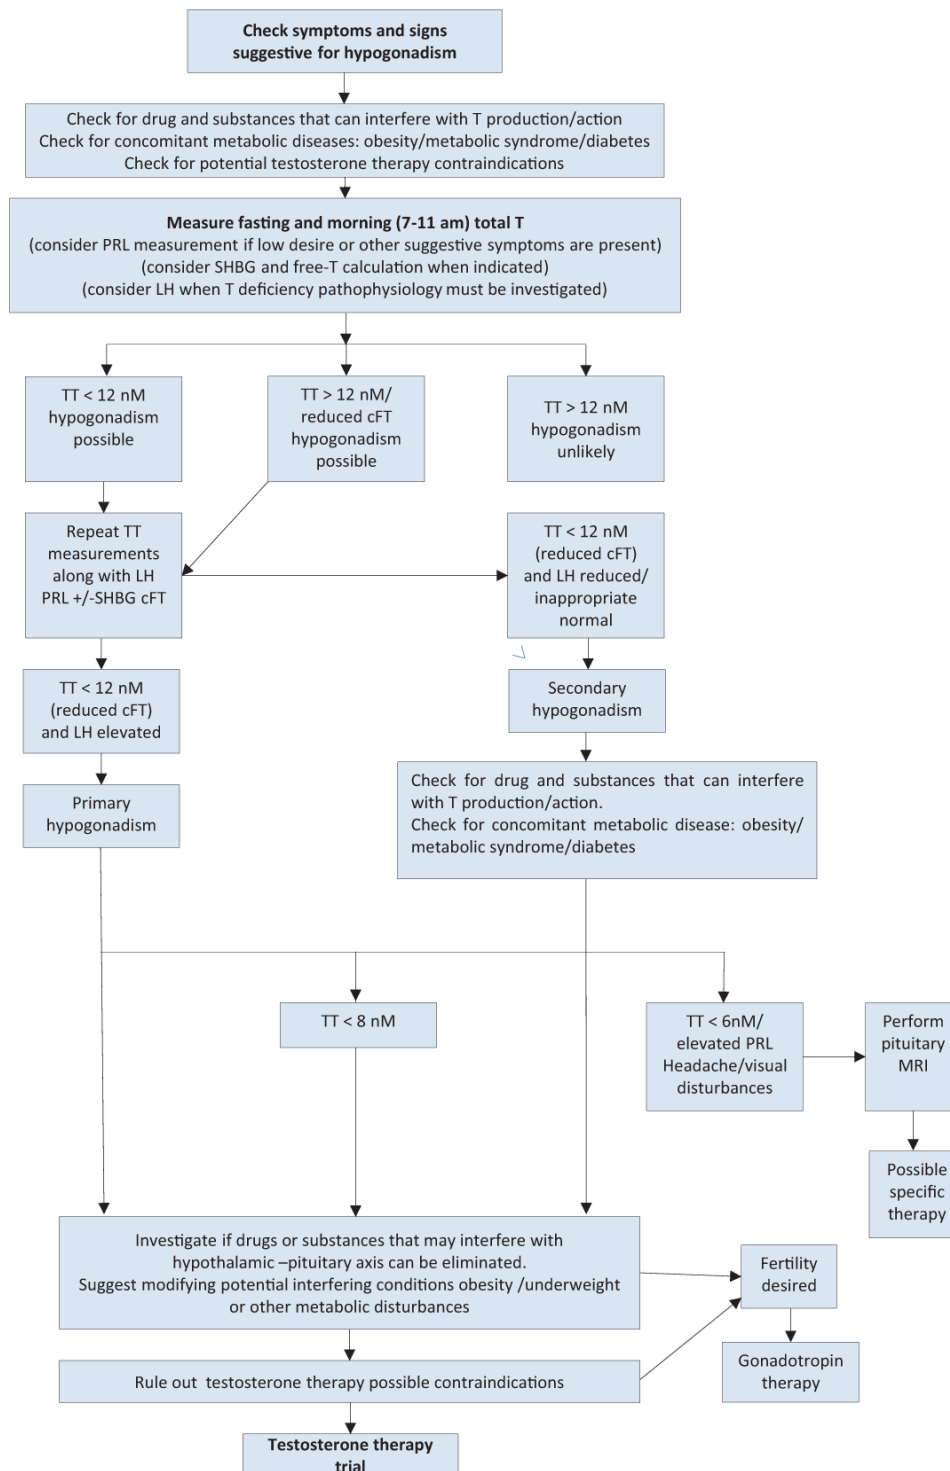 Check symptoms and signs
suggestive for hypogonadism
Check for drug and substances that can interfere with T production/action
Check for concomitant metabolic diseases: obesity/metabolic syndrome/diabetes
Check for potential testosterone therapy contraindications
Measure fasting and morning (7-11 am) total T
(consider PRL measurement if low desire or other suggestive symptoms are present)
(consider SHBG and free-T calculation when indicated)
(consider LH when T deficiency pathophysiology must be investigated)
TT < 12 nM
hypogonadism
possible
TT > 12 nM/
reduced cFT
hypogonadism
possible
TT > 12 nM
hypogonadism
unlikely
Repeat TT
measurements
along with LH
PRL +/-SHBG cFT
TT < 12 nM
(reduced cFT)
and LH reduced/
inappropriate
normal
TT < 12 nM
(reduced cFT)
and LH elevated
Secondary
hypogonadism
Primary
hypogonadism
Check for drug and substances that can interfere
with T production/action.
Check for concomitant metabolic disease: obesity/
metabolic syndrome/diabetes
TT < 8 nM
TT < 6nM/
elevated PRL
Headache/visual
disturbances
Perform
pituitary
MRI
Possible
specific
therapy
Investigate if drugs or substances that may interfere with
hypothalamic –pituitary axis can be eliminated.
Suggest modifying potential interfering conditions obesity /underweight
or other metabolic disturbances
Fertility
desired
Gonadotropin
therapy
Rule out testosterone therapy possible contraindications
Testosterone therapy
trial